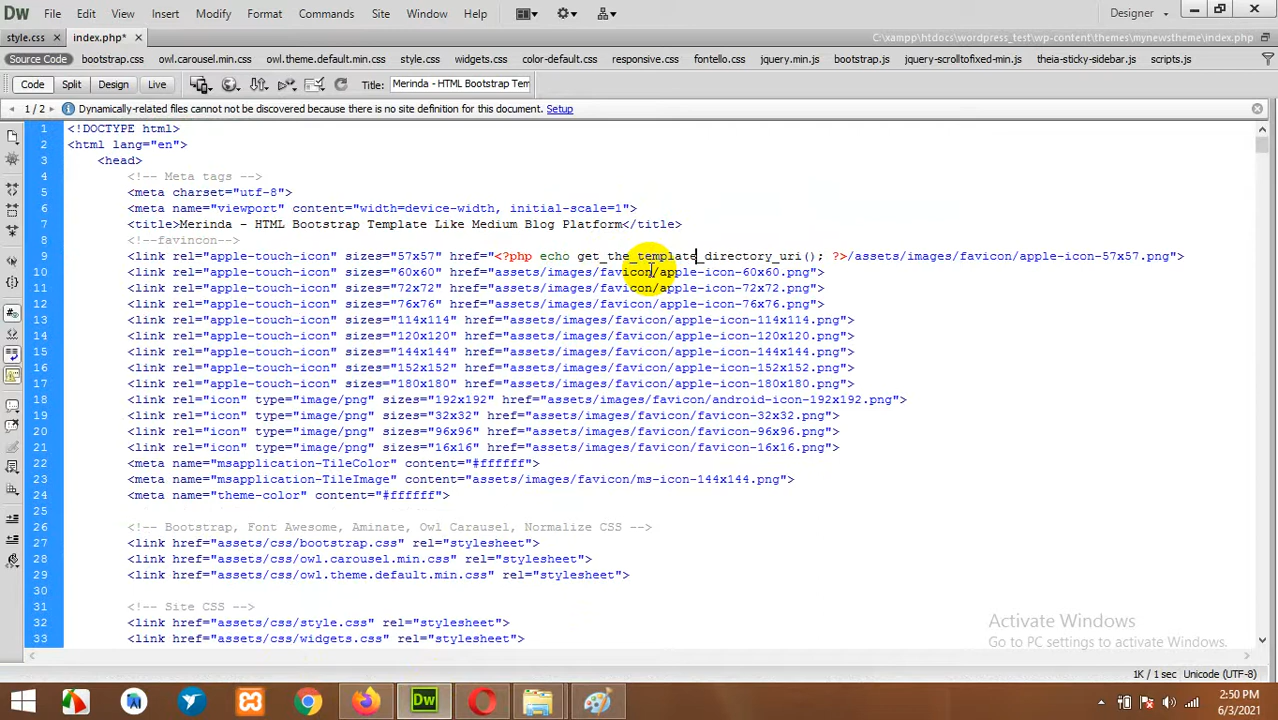 Dw File Edit View Insert Modify Format Commands Site Window Help Designer
style.css × index.php* × C:\xampp\htdocs\wordpress_test\wp-content\themes\mynewstheme\index.php
Source Code bootstrap.css owl.carousel.min.css owl.theme.default.min.css style.css widgets.css color-default.css responsive.css fontello.css jquery.min.js bootstrap.js jquery-scrolltofixed-min.js theia-sticky-sidebar.js scripts.js
Code Split Design Live Title: Merinda - HTML Bootstrap Tem
1 / 2 Dynamically-related files cannot not be discovered because there is no site definition for this document. Setup
1 <!DOCTYPE html>
2 <html lang="en">
3 <head>
4 <!-- Meta tags -->
5 <meta charset="utf-8">
6 <meta name="viewport" content="width=device-width, initial-scale=1">
7 <title>Merinda - HTML Bootstrap Template Like Medium Blog Platform</title>
8 <!--favincon-->
9 <link rel="apple-touch-icon" sizes="57x57" href="<?php echo get_the_template_directory_uri(); ?>/assets/images/favicon/apple-icon-57x57.png">
10 <link rel="apple-touch-icon" sizes="60x60" href="assets/images/favicon/apple-icon-60x60.png">
11 <link rel="apple-touch-icon" sizes="72x72" href="assets/images/favicon/apple-icon-72x72.png">
12 <link rel="apple-touch-icon" sizes="76x76" href="assets/images/favicon/apple-icon-76x76.png">
13 <link rel="apple-touch-icon" sizes="114x114" href="assets/images/favicon/apple-icon-114x114.png">
14 <link rel="apple-touch-icon" sizes="120x120" href="assets/images/favicon/apple-icon-120x120.png">
15 <link rel="apple-touch-icon" sizes="144x144" href="assets/images/favicon/apple-icon-144x144.png">
16 <link rel="apple-touch-icon" sizes="152x152" href="assets/images/favicon/apple-icon-152x152.png">
17 <link rel="apple-touch-icon" sizes="180x180" href="assets/images/favicon/apple-icon-180x180.png">
18 <link rel="icon" type="image/png" sizes="192x192" href="assets/images/favicon/android-icon-192x192.png">
19 <link rel="icon" type="image/png" sizes="32x32" href="assets/images/favicon/favicon-32x32.png">
20 <link rel="icon" type="image/png" sizes="96x96" href="assets/images/favicon/favicon-96x96.png">
21 <link rel="icon" type="image/png" sizes="16x16" href="assets/images/favicon/favicon-16x16.png">
22 <meta name="msapplication-TileColor" content="#ffffff">
23 <meta name="msapplication-TileImage" content="assets/images/favicon/ms-icon-144x144.png">
24 <meta name="theme-color" content="#ffffff">
25
26 <!-- Bootstrap, Font Awesome, Aminate, Owl Carousel, Normalize CSS -->
27 <link href="assets/css/bootstrap.css" rel="stylesheet">
28 <link href="assets/css/owl.carousel.min.css" rel="stylesheet">
29 <link href="assets/css/owl.theme.default.min.css" rel="stylesheet">
30
31 <!-- Site CSS -->
32 <link href="assets/css/style.css" rel="stylesheet">
33 <link href="assets/css/widgets.css" rel="stylesheet">
Activate Windows
Go to PC settings to activate Windows.
1K / 1 sec Unicode (UTF-8)
Dw 2:50 PM
6/3/2021